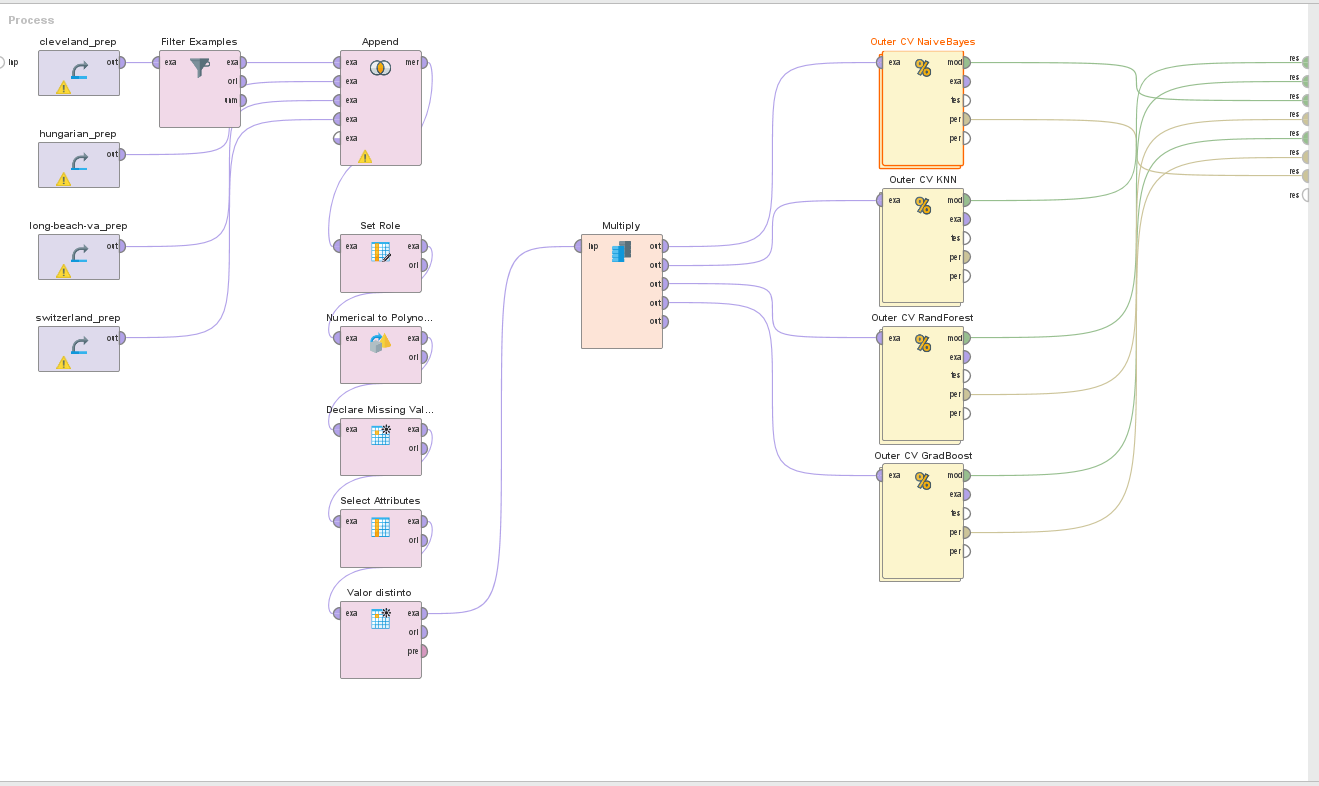 Process
inp
cleveland_prep
out
hungarian_prep
out
long-beach-va_prep
out
switzerland_prep
out
Filter Examples
exa exa
ori
unm
Append
exa mer
exa
exa
exa
exa
Set Role
exa exa
ori
Numerical to Polyno...
exa exa
ori
Declare Missing Val...
exa exa
ori
Select Attributes
exa exa
ori
Valor distinto
exa exa
ori
pre
Multiply
inp out
out
out
out
out
Outer CV NaiveBayes
exa mod
exa
tes
per
per
Outer CV KNN
exa mod
exa
tes
per
per
Outer CV RandForest
exa mod
exa
tes
per
per
Outer CV GradBoost
exa mod
exa
tes
per
per
res
res
res
res
res
res
res
res